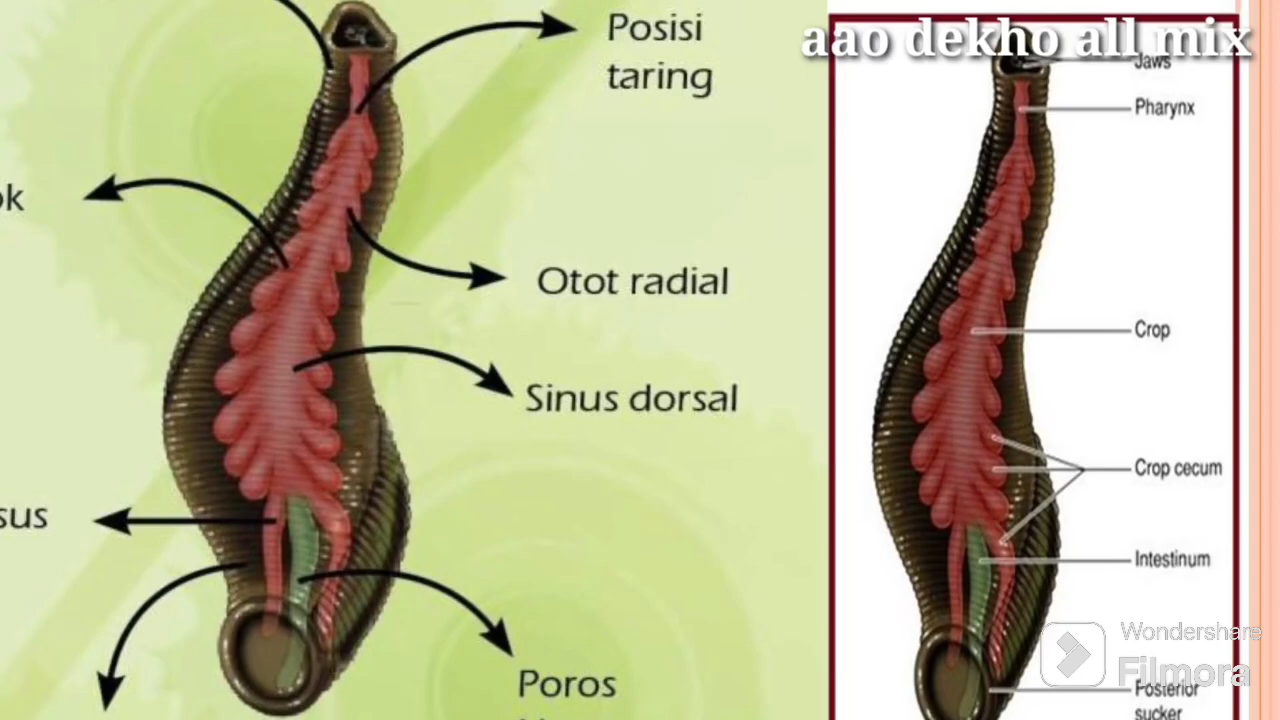 Posisi
taring
ok
Otot radial
Sinus dorsal
sus
Poros
aao dekho all mix
Jaws
Pharynx
Crop
Crop cecum
Intestinum
Posterior
sucker
Wondershare
Filmora